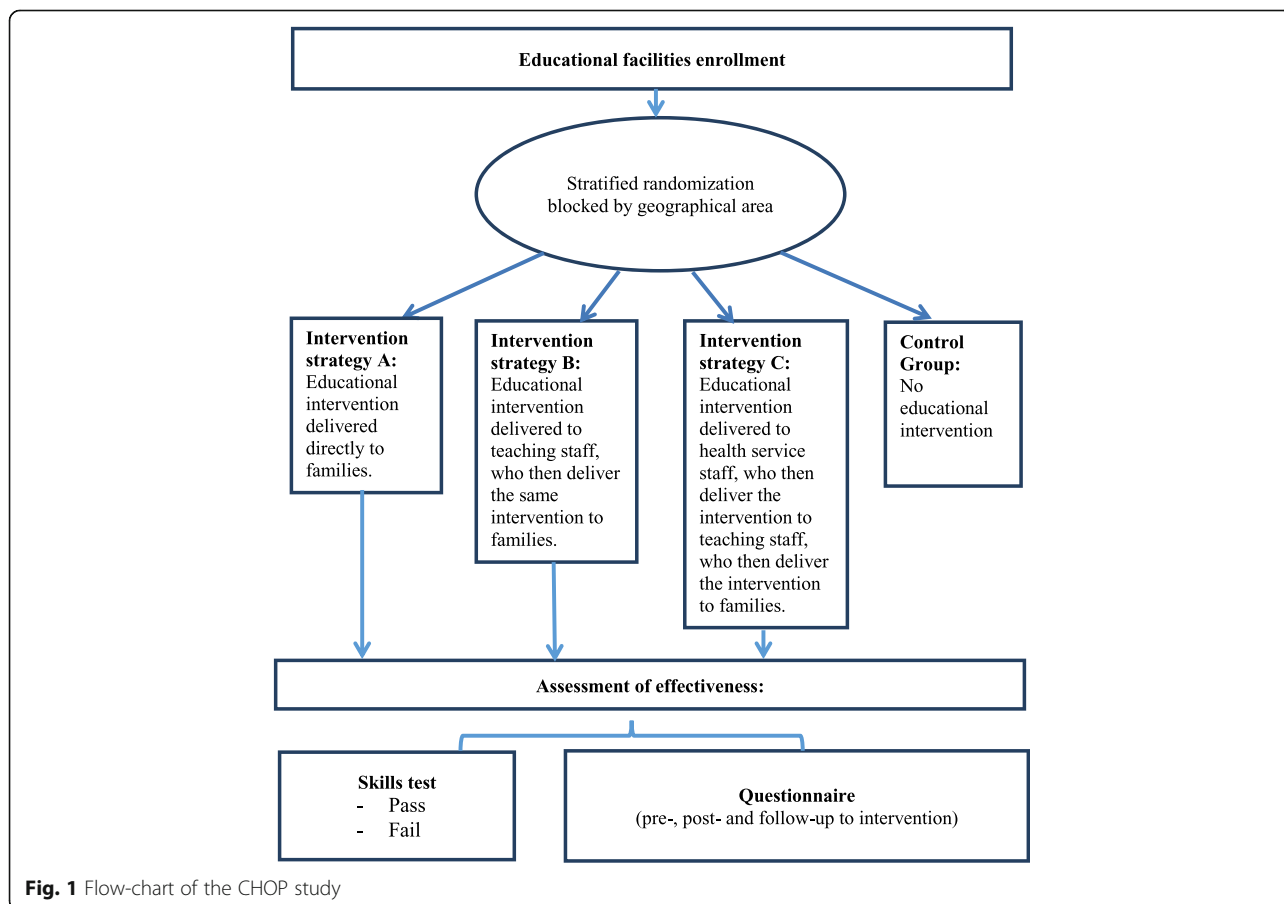 Educational facilities enrollment
Stratified randomization
blocked by geographical area
Intervention
strategy A:
Educational
intervention
delivered
directly to
families.
Intervention
strategy B:
Educational
intervention
delivered to
teaching staff,
who then deliver
the same
intervention to
families.
Intervention
strategy C:
Educational
intervention
delivered to
health service
staff, who then
deliver the
intervention to
teaching staff,
who then deliver
the intervention
to families.
Control
Group:
No
educational
intervention
Assessment of effectiveness:
Skills test
- Pass
- Fail
Questionnaire
(pre-, post- and follow-up to intervention)
Fig. 1 Flow-chart of the CHOP study